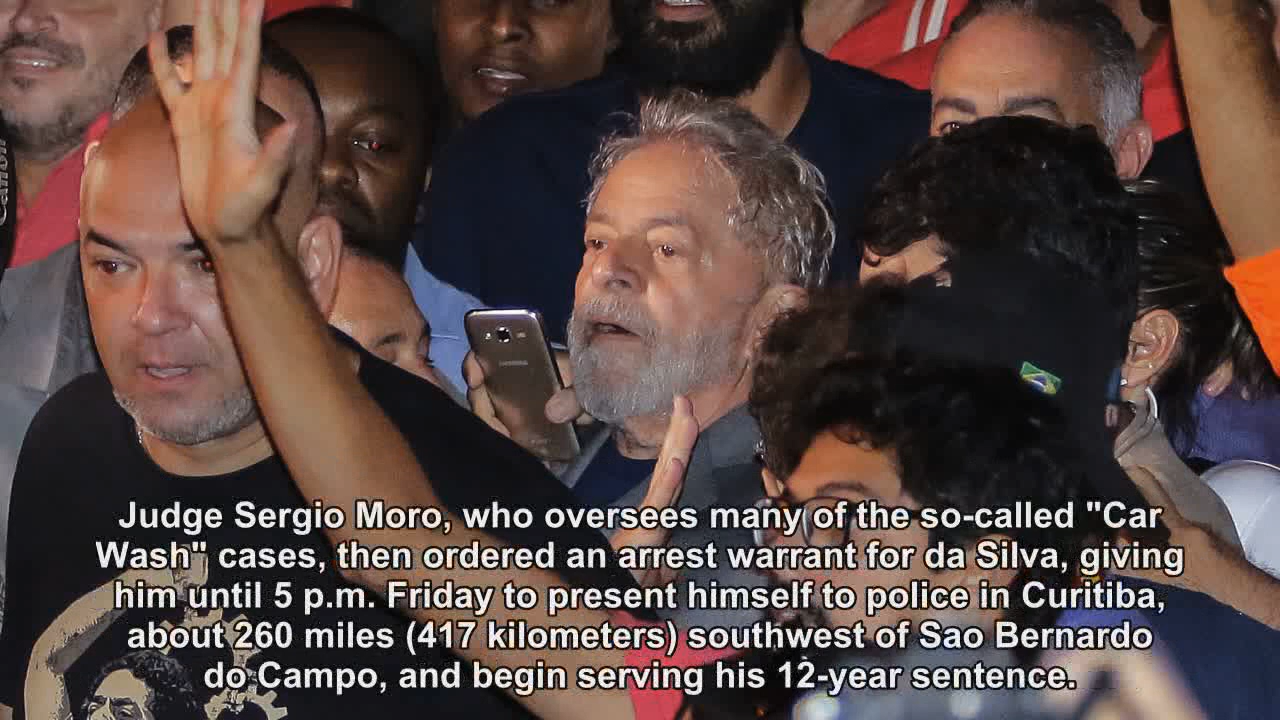 Canon
SAMSUNG
Judge Sergio Moro, who oversees many of the so-called "Car
Wash" cases, then ordered an arrest warrant for da Silva, giving
him until 5 p.m. Friday to present himself to police in Curitiba,
about 260 miles (417 kilometers) southwest of Sao Bernardo
do Campo, and begin serving his 12-year sentence.